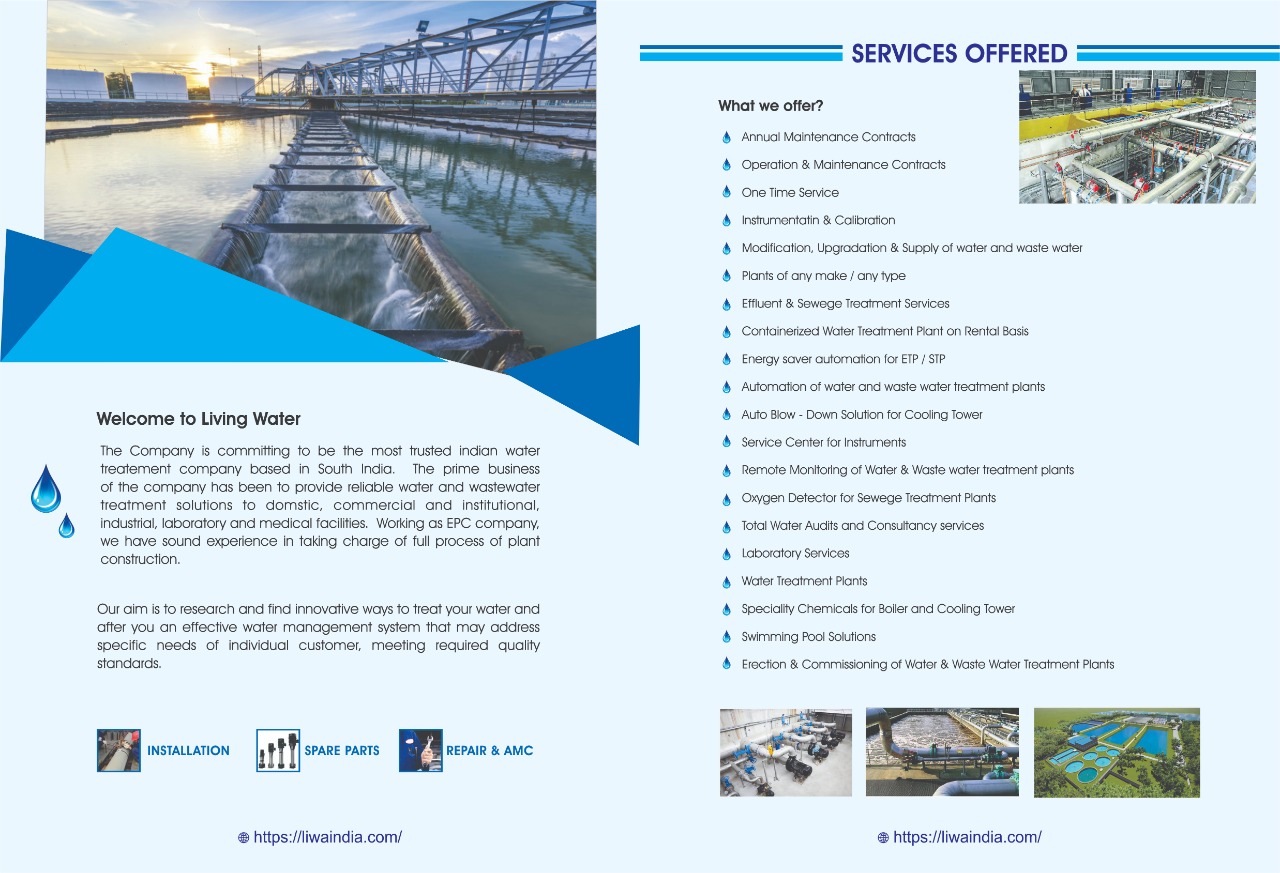 Welcome to Living Water
The Company is committing to be the most trusted indian water
treatement company based in South India. The prime business
of the company has been to provide reliable water and wastewater
treatment solutions to domstic, commercial and institutional,
industrial, laboratory and medical facilities. Working as EPC company,
we have sound experience in taking charge of full process of plant
construction.
Our aim is to research and find innovative ways to treat your water and
after you an effective water management system that may address
specific needs of individual customer, meeting required quality
standards.
INSTALLATION
SPARE PARTS
REPAIR & AMC
https://liwaindia.com/
SERVICES OFFERED
What we offer?
Annual Maintenance Contracts
Operation & Maintenance Contracts
One Time Service
Instrumentatin & Calibration
Modification, Upgradation & Supply of water and waste water
Plants of any make / any type
Effluent & Sewege Treatment Services
Containerized Water Treatment Plant on Rental Basis
Energy saver automation for ETP / STP
Automation of water and waste water treatment plants
Auto Blow - Down Solution for Cooling Tower
Service Center for Instruments
Remote Monitoring of Water & Waste water treatment plants
Oxygen Detector for Sewege Treatment Plants
Total Water Audits and Consultancy services
Laboratory Services
Water Treatment Plants
Speciality Chemicals for Boiler and Cooling Tower
Swimming Pool Solutions
Erection & Commissioning of Water & Waste Water Treatment Plants
https://liwaindia.com/